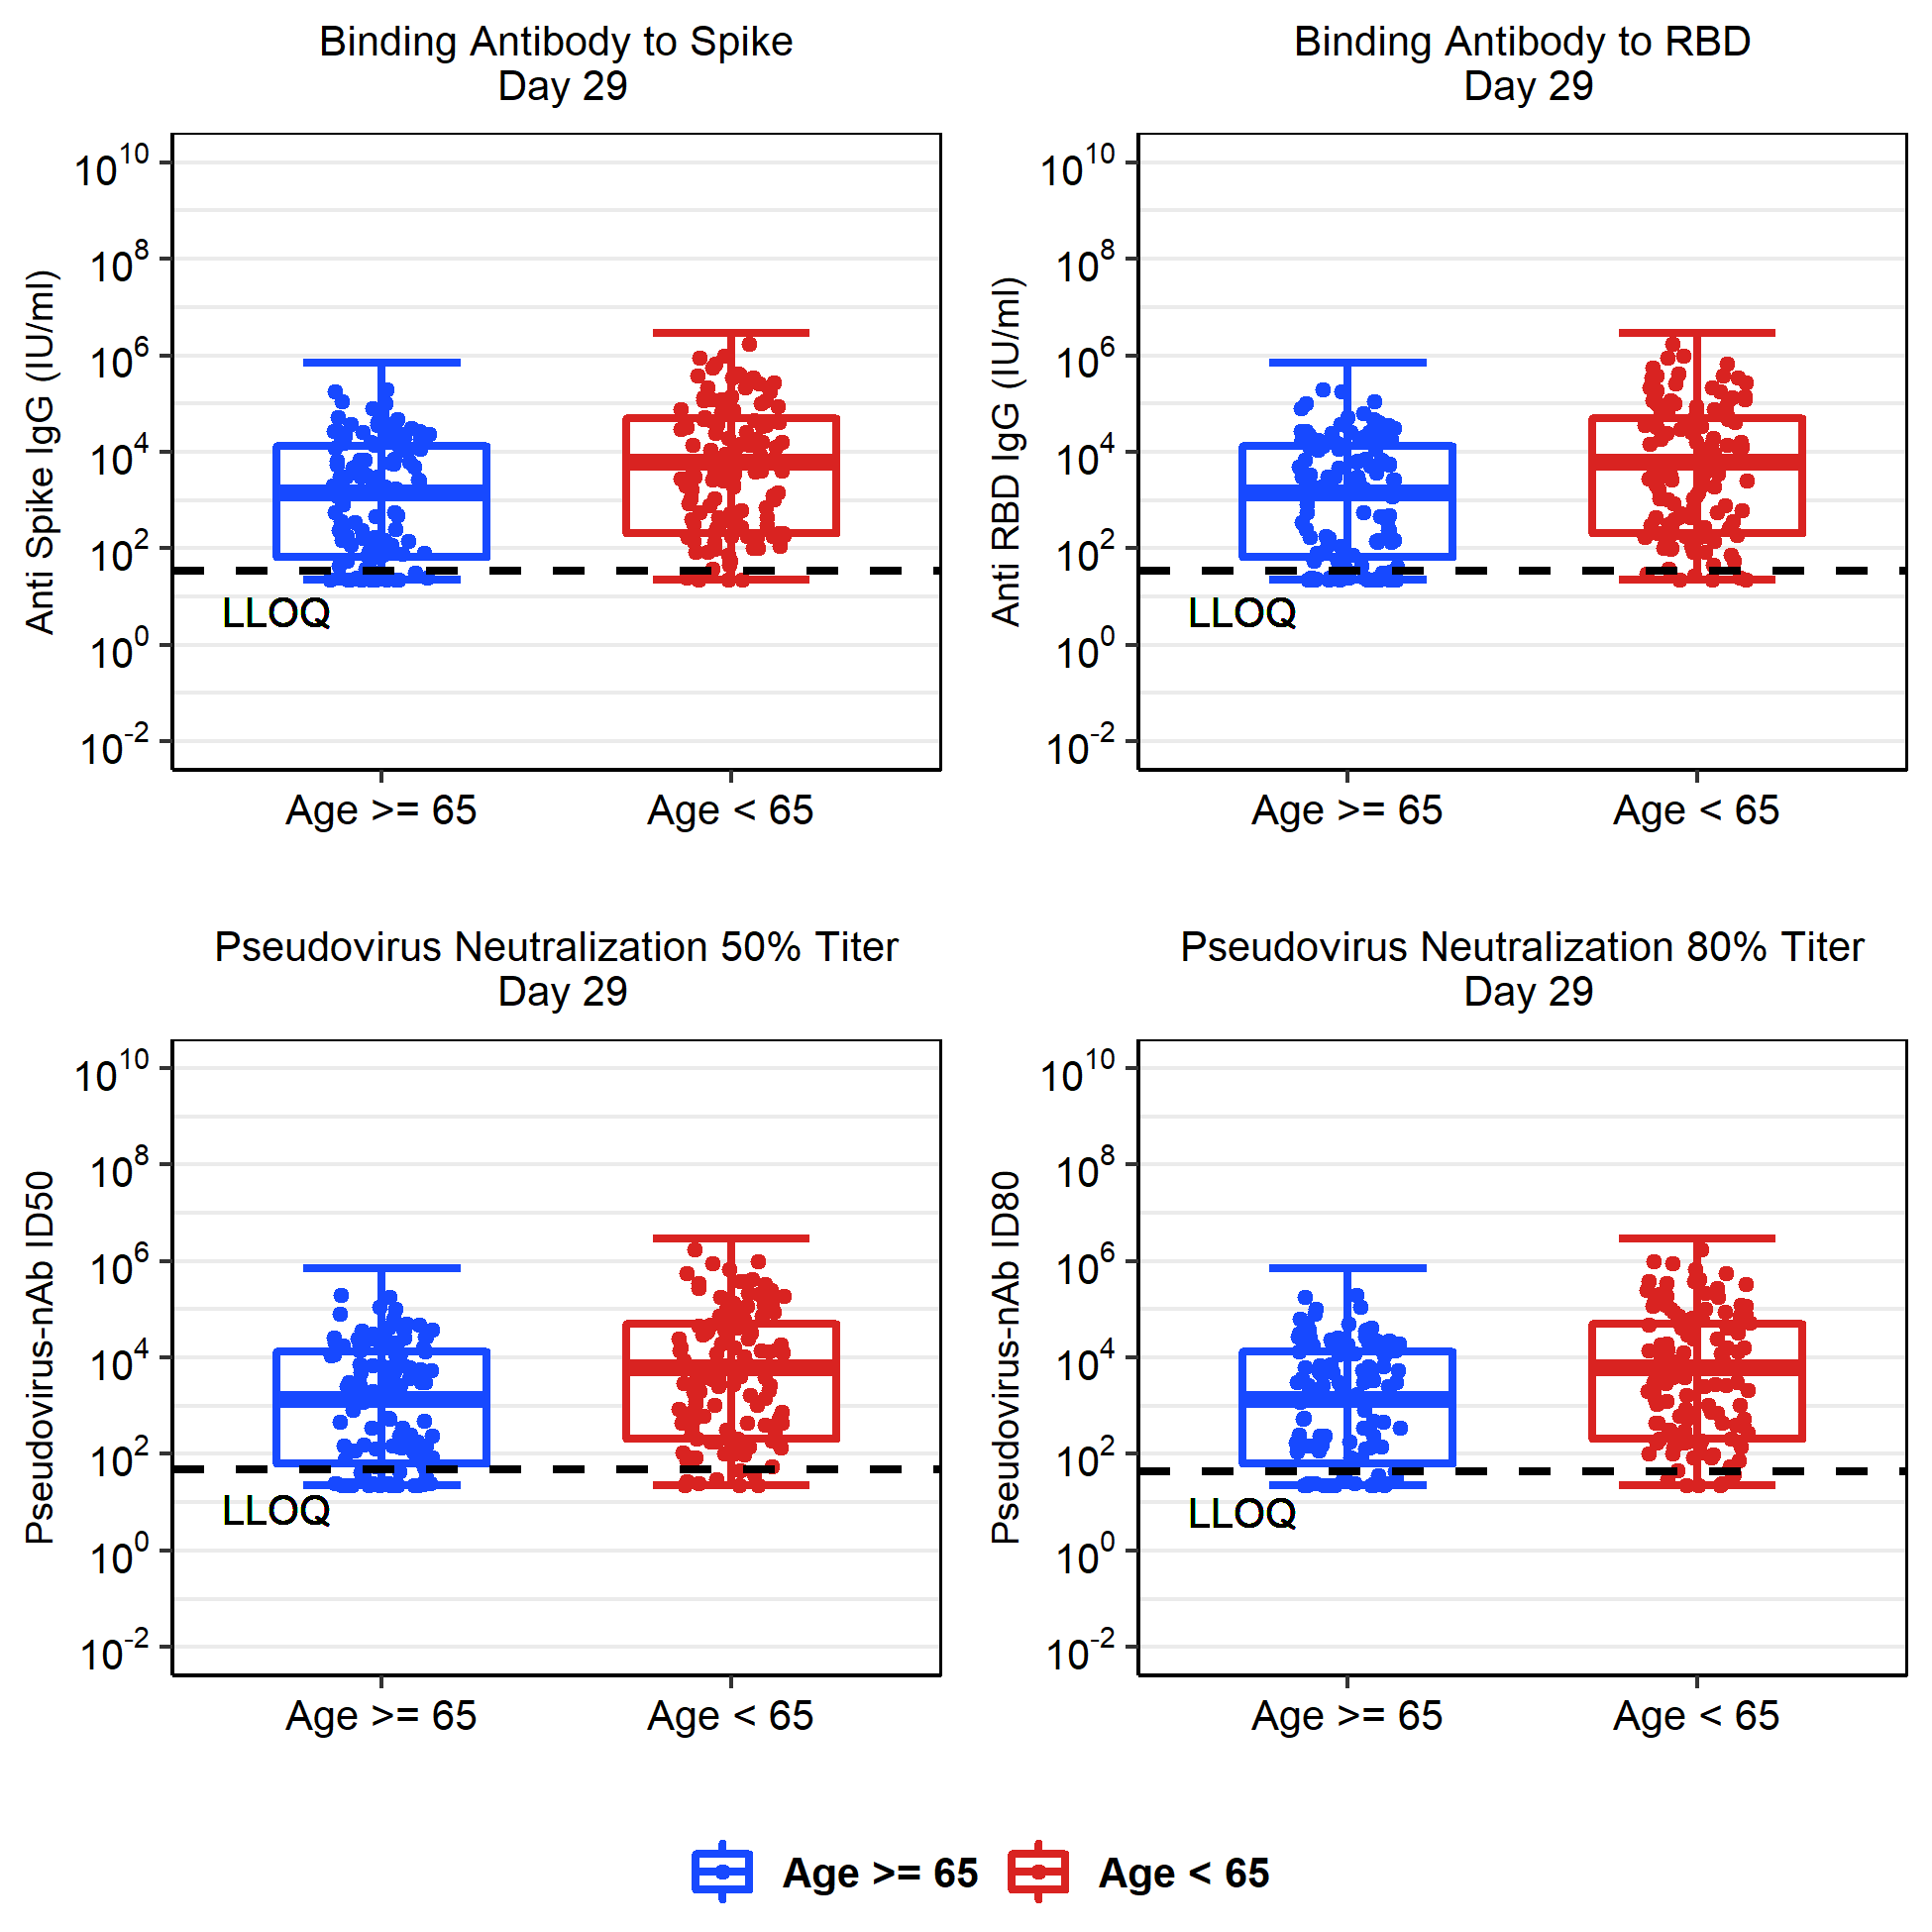 Binding Antibody to Spike
Day 29
Anti Spike IgG (IU/ml)
10^10
10^8
10^6
10^4
10^2
10^0
10^-2
LLOQ
Age >= 65
Age < 65
Binding Antibody to RBD
Day 29
Anti RBD IgG (IU/ml)
10^10
10^8
10^6
10^4
10^2
10^0
10^-2
LLOQ
Age >= 65
Age < 65
Pseudovirus Neutralization 50% Titer
Day 29
Pseudovirus-nAb ID50
10^10
10^8
10^6
10^4
10^2
10^0
10^-2
LLOQ
Age >= 65
Age < 65
Pseudovirus Neutralization 80% Titer
Day 29
Pseudovirus-nAb ID80
10^10
10^8
10^6
10^4
10^2
10^0
10^-2
LLOQ
Age >= 65
Age < 65
Age >= 65
Age < 65